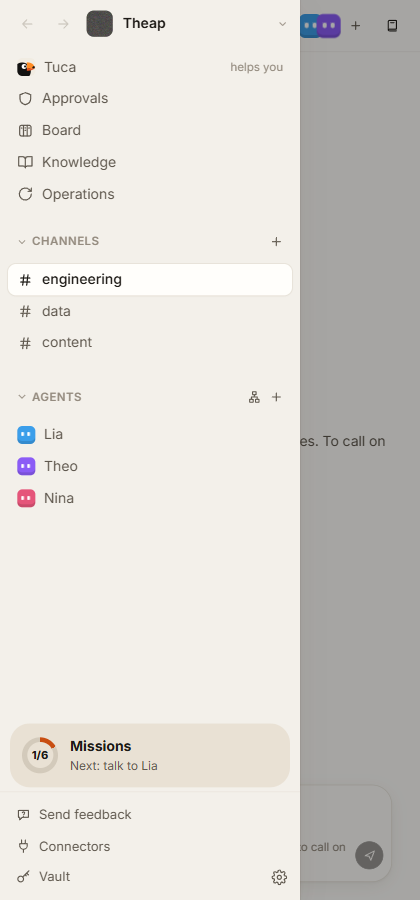 Theap
Tuca helps you
Approvals
Board
Knowledge
Operations
CHANNELS
# engineering
# data
# content
AGENTS
Lia
Theo
Nina
es. To call on
1/6
Missions
Next: talk to Lia
Send feedback
to call on
Connectors
Vault